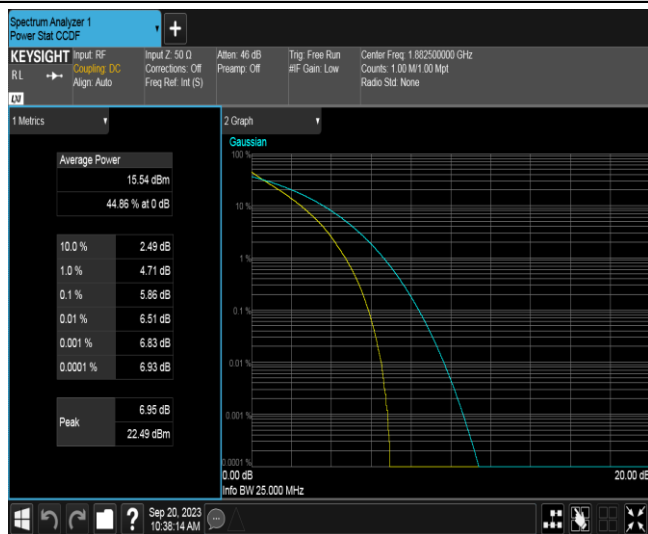 Spectrum Analyzer 1
Power Stat CCDF
+
KEYSIGHT
RL
Input: RF
Coupling: DC
Align: Auto
Input Z: 50 Ω
Corrections: Off
Freq Ref: Int (S)
Atten: 46 dB
Preamp: Off
Trig: Free Run
#IF Gain: Low
Center Freq: 1.882500000 GHz
Counts: 1.00 M/1.00 Mpt
Radio Std: None
LXI
1 Metrics
Average Power
15.54 dBm
44.86 % at 0 dB
10.0 % 2.49 dB
1.0 % 4.71 dB
0.1 % 5.86 dB
0.01 % 6.51 dB
0.001 % 6.83 dB
0.0001 % 6.93 dB
Peak 6.95 dB
22.49 dBm
2 Graph
Gaussian
100 %
10 %
1 %
0.1 %
0.01 %
0.001 %
0.0001 %
0.00 dB 20.00 dB
Info BW 25.000 MHz
?
Sep 20, 2023
10:38:14 AM